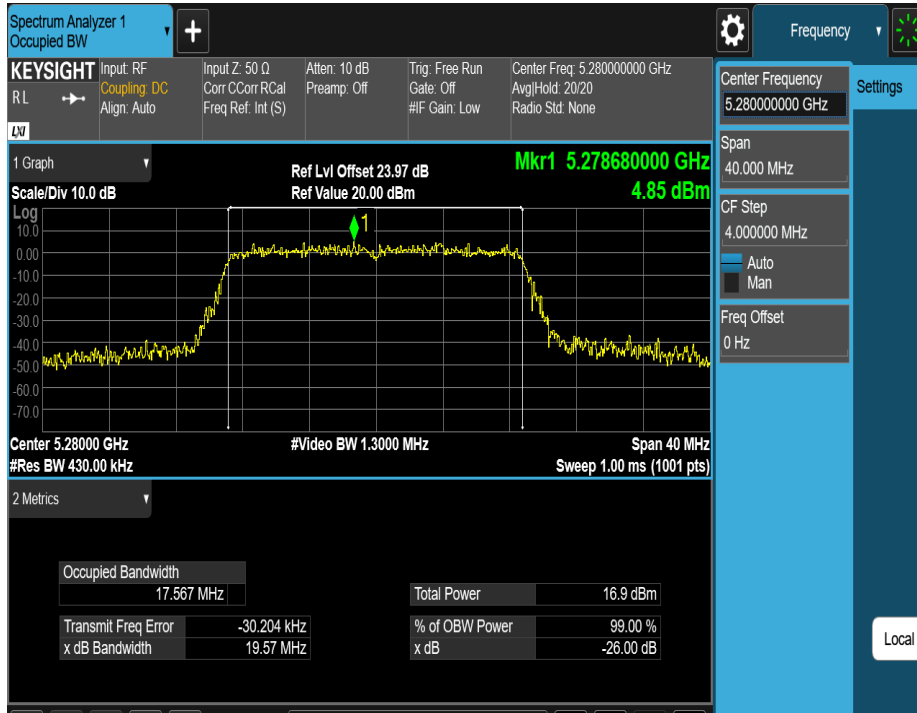 Spectrum Analyzer 1
Occupied BW
+
Frequency
KEYSIGHT
R L
LXI
Input: RF
Coupling: DC
Align: Auto
Input Z: 50 Ω
Corr CCorr RCal
Freq Ref: Int (S)
Atten: 10 dB
Preamp: Off
Trig: Free Run
Gate: Off
#IF Gain: Low
Center Freq: 5.280000000 GHz
Avg|Hold: 20/20
Radio Std: None
Center Frequency
5.280000000 GHz
Settings
Span
40.000 MHz
CF Step
4.000000 MHz
Auto
Man
Freq Offset
0 Hz
1 Graph
Scale/Div 10.0 dB
Ref Lvl Offset 23.97 dB
Ref Value 20.00 dBm
Mkr1 5.278680000 GHz
4.85 dBm
Log
1
10.0
0.00
-10.0
-20.0
-30.0
-40.0
-50.0
-60.0
-70.0
Center 5.28000 GHz
#Video BW 1.3000 MHz
Span 40 MHz
#Res BW 430.00 kHz
Sweep 1.00 ms (1001 pts)
2 Metrics
Occupied Bandwidth
17.567 MHz
Total Power 16.9 dBm
Transmit Freq Error -30.204 kHz
% of OBW Power 99.00 %
x dB Bandwidth 19.57 MHz
x dB -26.00 dB
Local